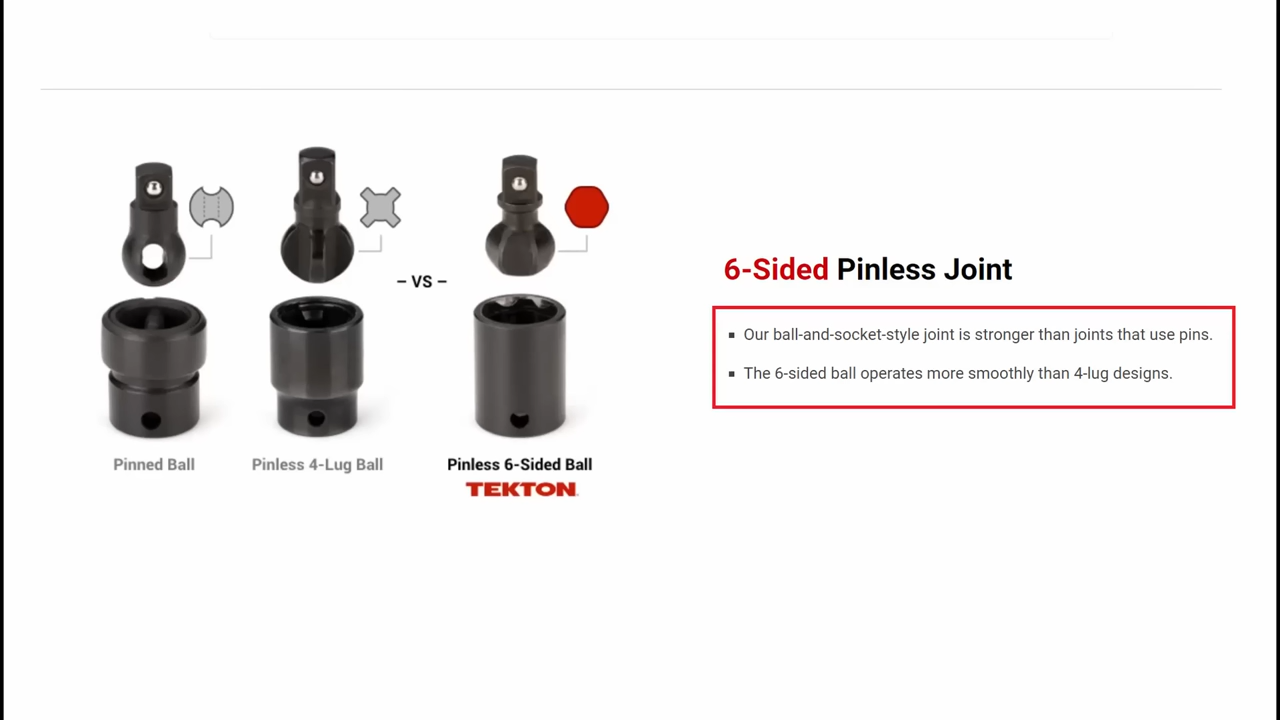 – VS –
Pinned Ball
Pinless 4-Lug Ball
Pinless 6-Sided Ball
TEKTON
6-Sided Pinless Joint
▪ Our ball-and-socket-style joint is stronger than joints that use pins.
▪ The 6-sided ball operates more smoothly than 4-lug designs.